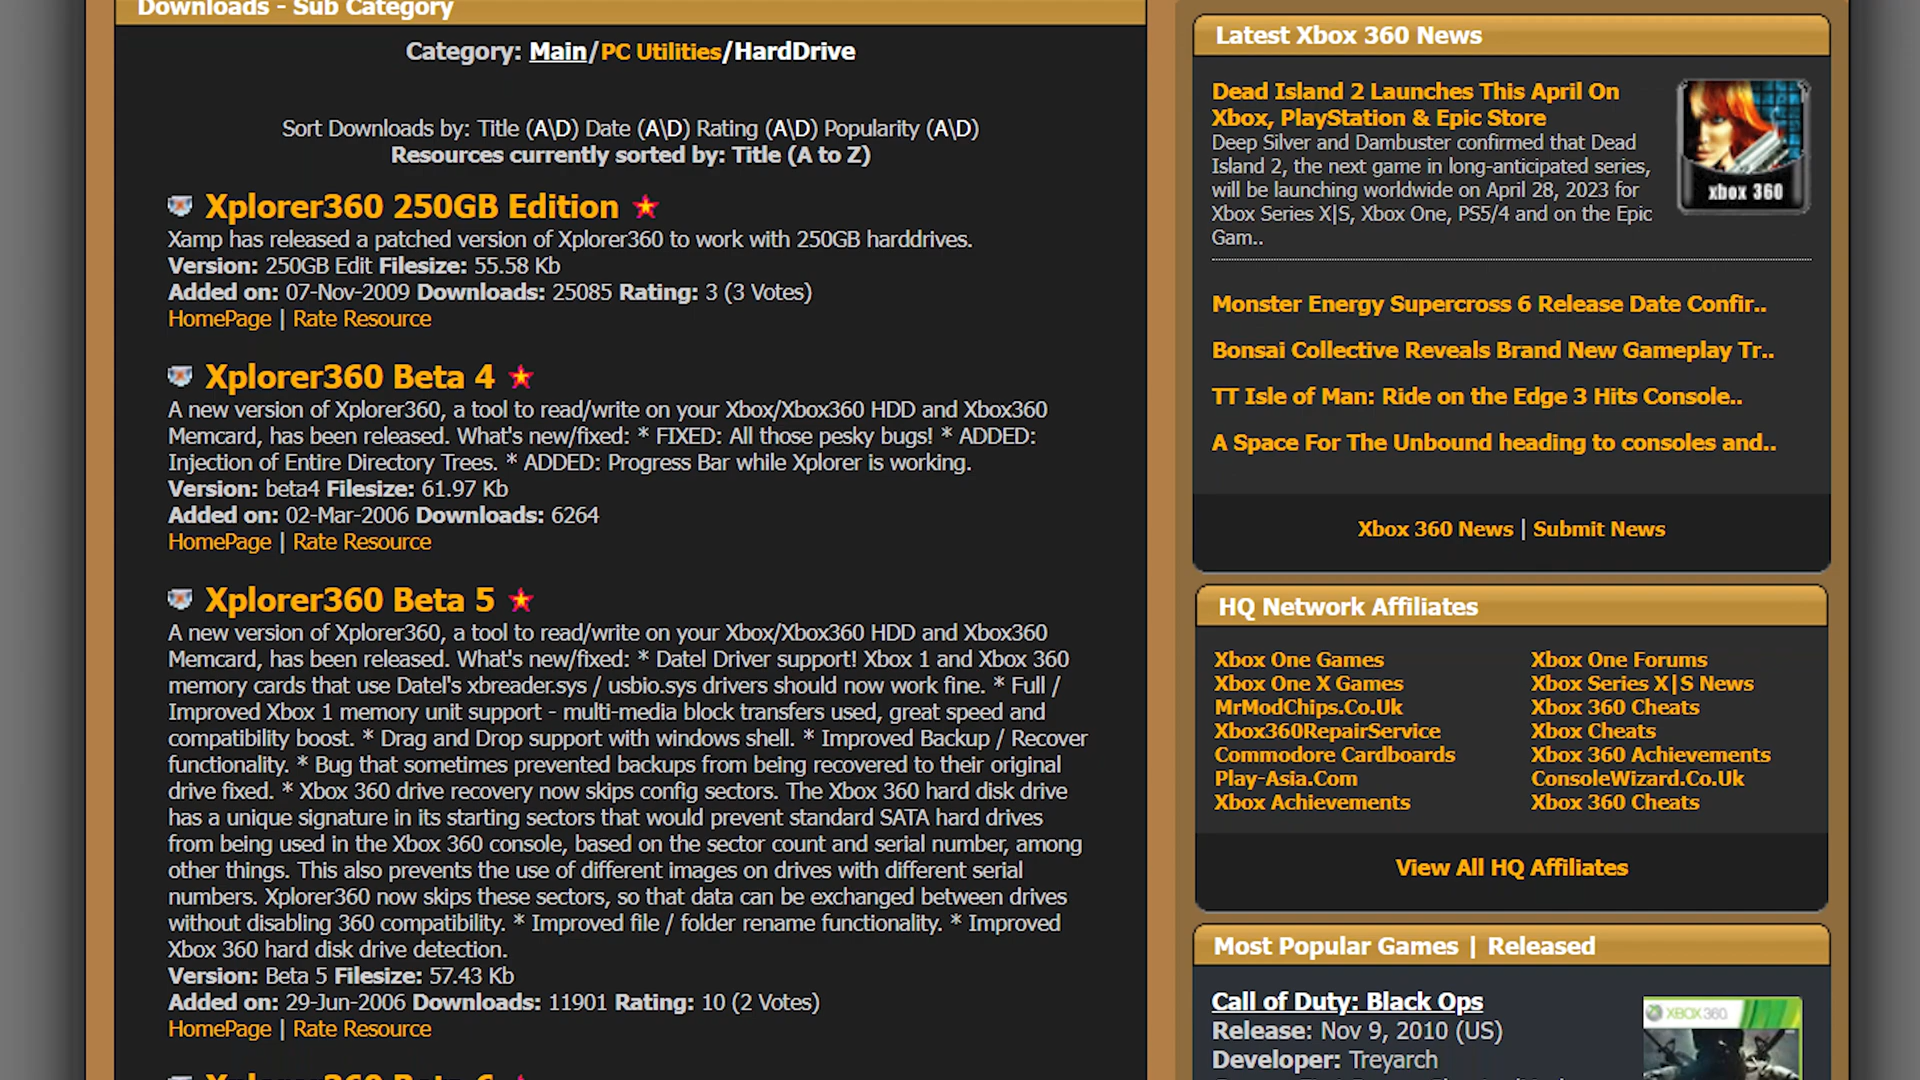 Downloads - Sub Category
Category: Main/PC Utilities/HardDrive
Sort Downloads by: Title (A\D) Date (A\D) Rating (A\D) Popularity (A\D)
Resources currently sorted by: Title (A to Z)
Xplorer360 250GB Edition
Xamp has released a patched version of Xplorer360 to work with 250GB harddrives.
Version: 250GB Edit Filesize: 55.58 Kb
Added on: 07-Nov-2009 Downloads: 25085 Rating: 3 (3 Votes)
HomePage | Rate Resource
Xplorer360 Beta 4
A new version of Xplorer360, a tool to read/write on your Xbox/Xbox360 HDD and Xbox360
Memcard, has been released. What's new/fixed: * FIXED: All those pesky bugs! * ADDED:
Injection of Entire Directory Trees. * ADDED: Progress Bar while Xplorer is working.
Version: beta4 Filesize: 61.97 Kb
Added on: 02-Mar-2006 Downloads: 6264
HomePage | Rate Resource
Xplorer360 Beta 5
A new version of Xplorer360, a tool to read/write on your Xbox/Xbox360 HDD and Xbox360
Memcard, has been released. What's new/fixed: * Datel Driver support! Xbox 1 and Xbox 360
memory cards that use Datel's xbreader.sys / usbio.sys drivers should now work fine. * Full /
Improved Xbox 1 memory unit support - multi-media block transfers used, great speed and
compatibility boost. * Drag and Drop support with windows shell. * Improved Backup / Recover
functionality. * Bug that sometimes prevented backups from being recovered to their original
drive fixed. * Xbox 360 drive recovery now skips config sectors. The Xbox 360 hard disk drive
has a unique signature in its starting sectors that would prevent standard SATA hard drives
from being used in the Xbox 360 console, based on the sector count and serial number, among
other things. This also prevents the use of different images on drives with different serial
numbers. Xplorer360 now skips these sectors, so that data can be exchanged between drives
without disabling 360 compatibility. * Improved file / folder rename functionality. * Improved
Xbox 360 hard disk drive detection.
Version: Beta 5 Filesize: 57.43 Kb
Added on: 29-Jun-2006 Downloads: 11901 Rating: 10 (2 Votes)
HomePage | Rate Resource
Xplorer360 Beta 6
Latest Xbox 360 News
Dead Island 2 Launches This April On
Xbox, PlayStation & Epic Store
Deep Silver and Dambuster confirmed that Dead
Island 2, the next game in long-anticipated series,
will be launching worldwide on April 28, 2023 for
Xbox Series X|S, Xbox One, PS5/4 and on the Epic
Gam..
xbox 360
Monster Energy Supercross 6 Release Date Confir..
Bonsai Collective Reveals Brand New Gameplay Tr..
TT Isle of Man: Ride on the Edge 3 Hits Console..
A Space For The Unbound heading to consoles and..
Xbox 360 News | Submit News
HQ Network Affiliates
Xbox One Games
Xbox One X Games
MrModChips.Co.Uk
Xbox360RepairService
Commodore Cardboards
Play-Asia.Com
Xbox Achievements
Xbox One Forums
Xbox Series X|S News
Xbox 360 Cheats
Xbox Cheats
Xbox 360 Achievements
ConsoleWizard.Co.Uk
Xbox 360 Cheats
View All HQ Affiliates
Most Popular Games | Released
Call of Duty: Black Ops
Release: Nov 9, 2010 (US)
Developer: Treyarch
XBOX 360